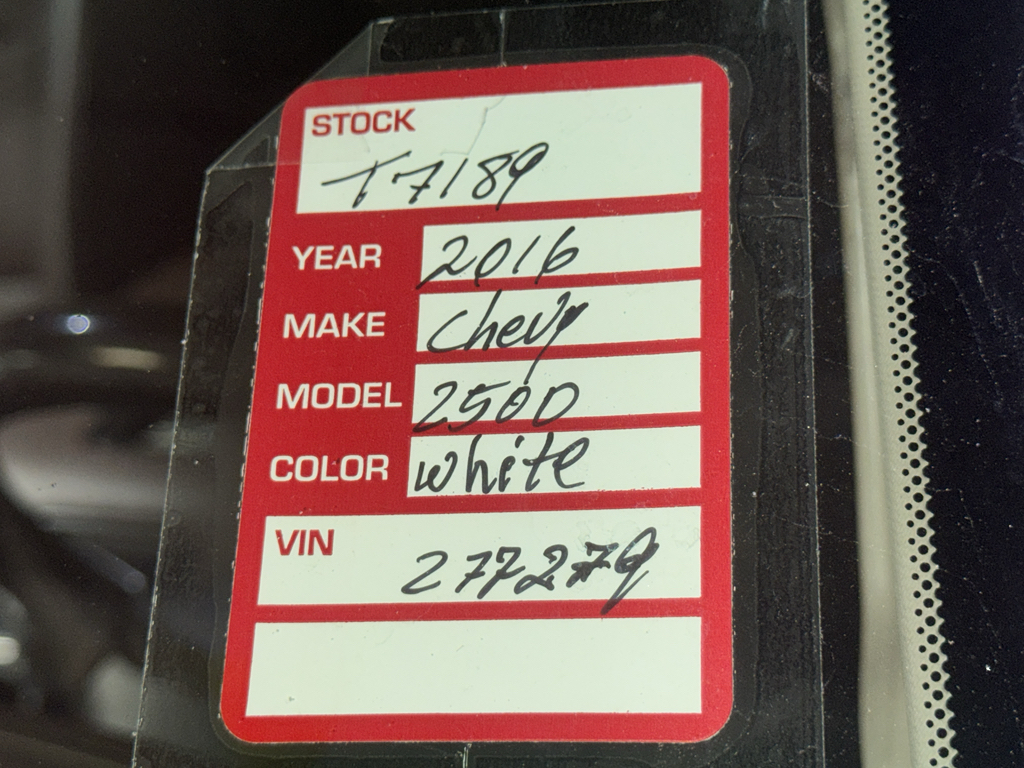 STOCK
T7189
YEAR 2016
MAKE Chevy
MODEL 2500
COLOR white
VIN
277279